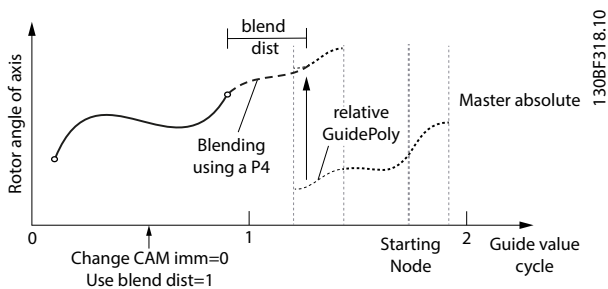 blend
dist
130BF318.10
Rotor angle of axis
Master absolute
relative
GuidePoly
Blending
using a P4
0
1
2
Change CAM imm=0
Use blend dist=1
Starting
Node
Guide value
cycle